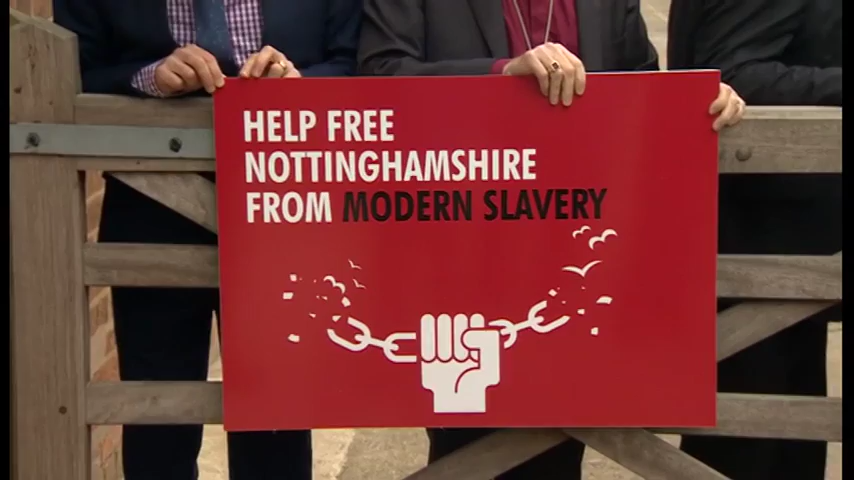 HELP FREE
NOTTINGHAMSHIRE
FROM MODERN SLAVERY